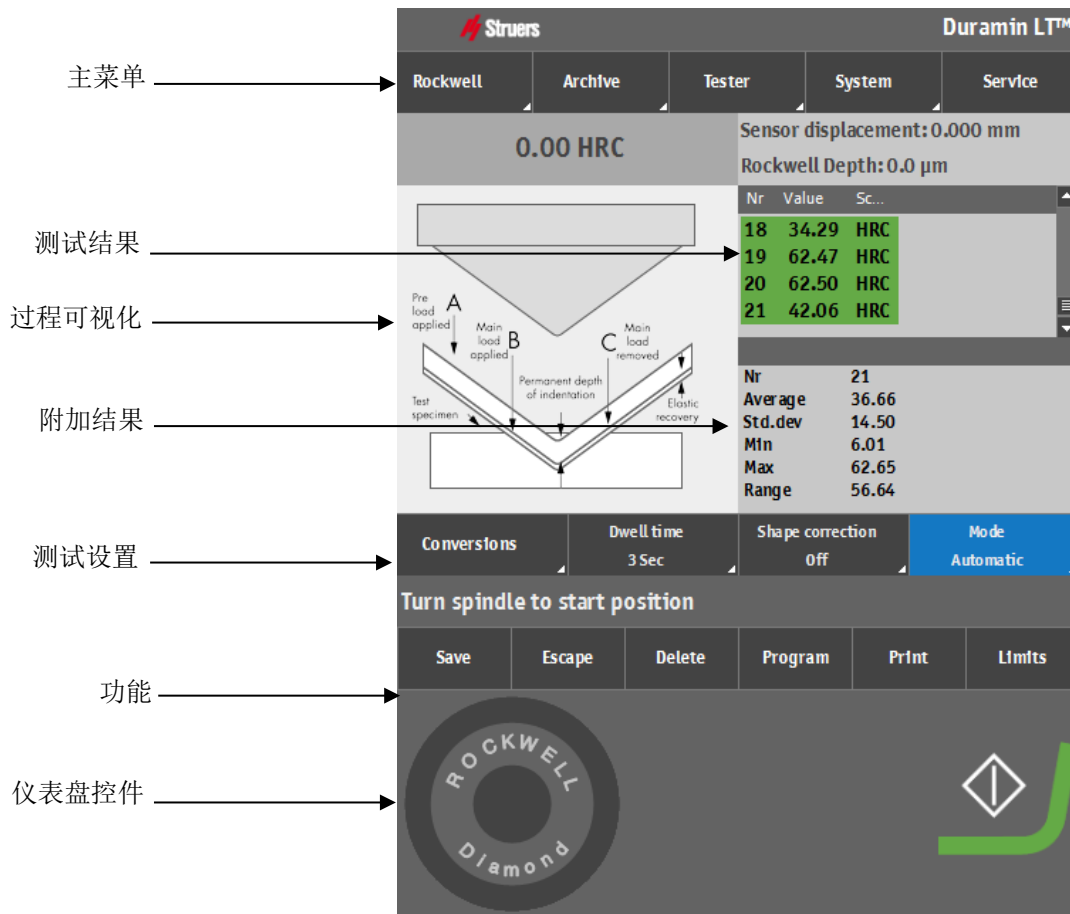 Struers
Duramin LT™
主菜单
Rockwell Archive Tester System Service
0.00 HRC
Sensor displacement: 0.000 mm
Rockwell Depth: 0.0 µm
Nr Value Sc...
测试结果
18 34.29 HRC
19 62.47 HRC
20 62.50 HRC
21 42.06 HRC
过程可视化
Pre
load
applied
A
Main
load
applied
B
C
Main
load
removed
Permanent depth
of indentation
Test
specimen
Elastic
recovery
附加结果
Nr 21
Average 36.66
Std.dev 14.50
Min 6.01
Max 62.65
Range 56.64
测试设置
Conversions
Dwell time
3 Sec
Shape correction
Off
Mode
Automatic
Turn spindle to start position
Save Escape Delete Program Print Limits
功能
仪表盘控件
ROCKWELL
Diamond